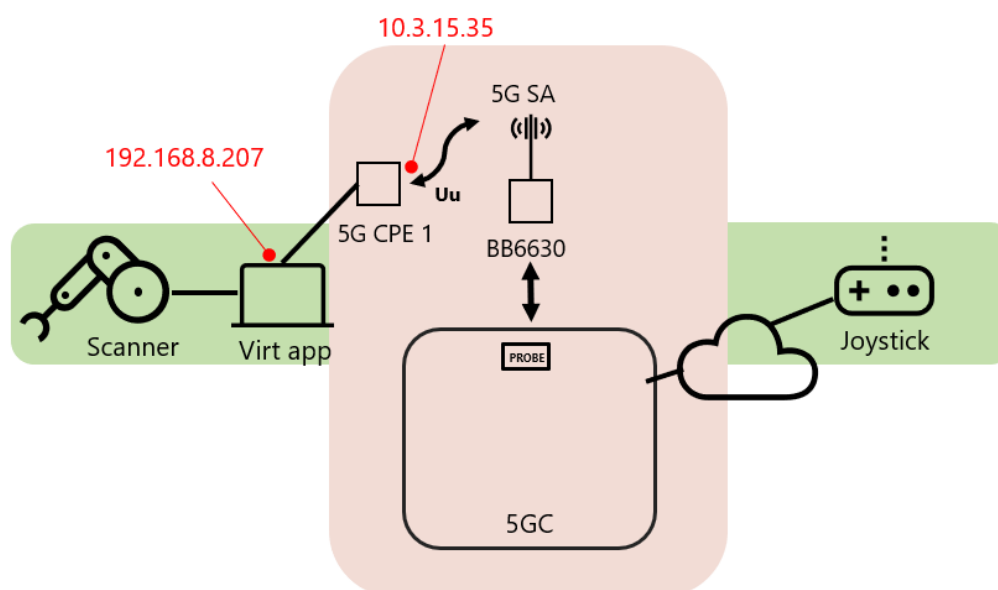 10.3.15.35
5G SA
192.168.8.207
Uu
5G CPE 1
BB6630
Scanner
Virt app
PROBE
Joystick
5GC